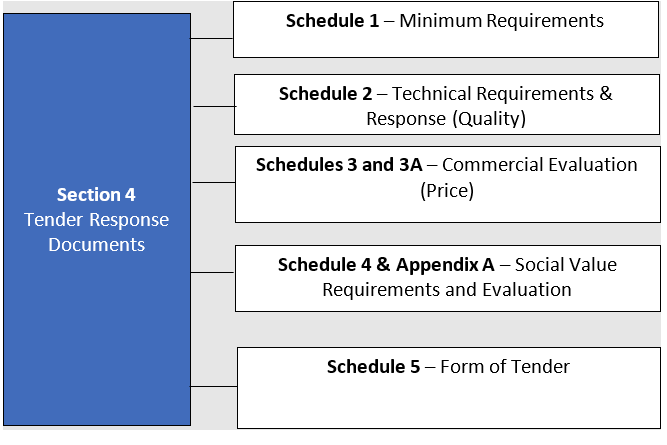 Section 4
Tender Response
Documents
Schedule 1 – Minimum Requirements
Schedule 2 – Technical Requirements &
Response (Quality)
Schedules 3 and 3A – Commercial Evaluation
(Price)
Schedule 4 & Appendix A – Social Value
Requirements and Evaluation
Schedule 5 – Form of Tender